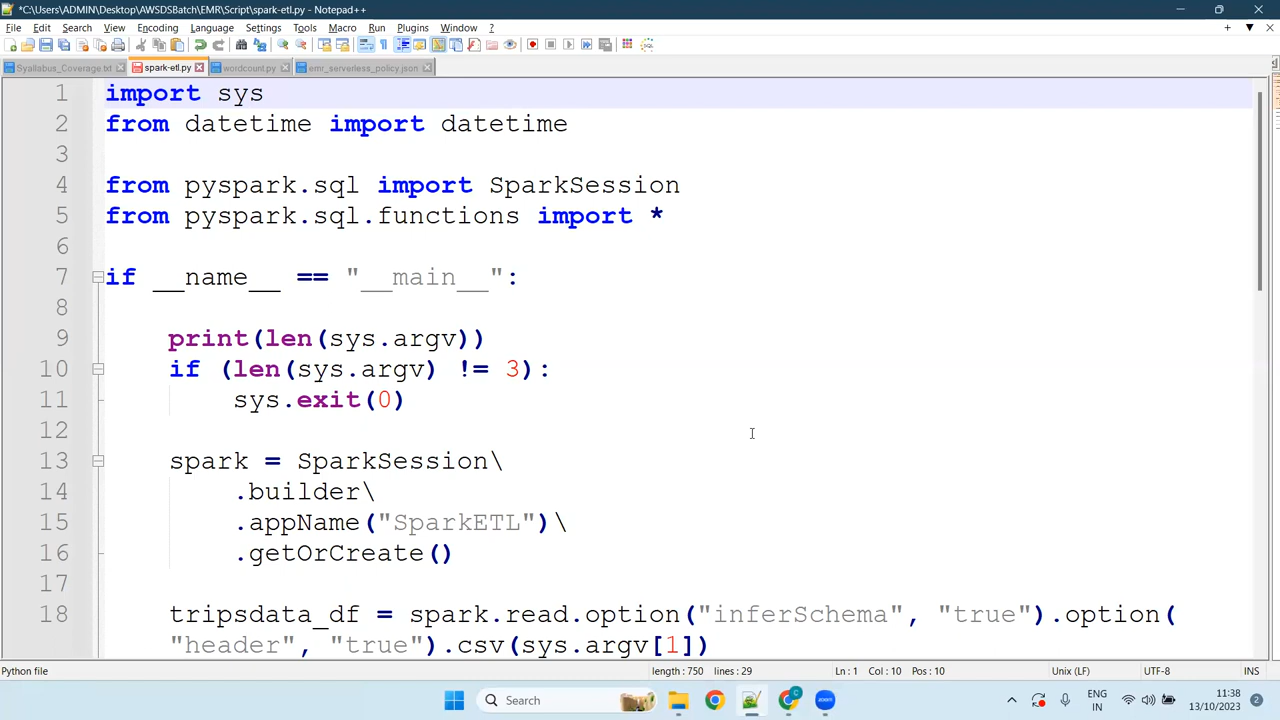 *C:\Users\ADMIN\Desktop\AWSDSBatch\EMR\Script\spark-etl.py - Notepad++
File Edit Search View Encoding Language Settings Tools Macro Run Plugins Window ?
Syallabus_Coverage.txt spark-etl.py wordcount.py emr_serverless_policy.json
1 import sys
2 from datetime import datetime
3
4 from pyspark.sql import SparkSession
5 from pyspark.sql.functions import *
6
7 if __name__ == "__main__":
8
9 print(len(sys.argv))
10 if (len(sys.argv) != 3):
11 sys.exit(0)
12
13 spark = SparkSession\
14 .builder\
15 .appName("SparkETL")\
16 .getOrCreate()
17
18 tripsdata_df = spark.read.option("inferSchema", "true").option(
"header", "true").csv(sys.argv[1])
Python file length : 750 lines : 29 Ln : 1 Col : 10 Pos : 10 Unix (LF) UTF-8 INS
Search ENG IN 11:38 13/10/2023 2